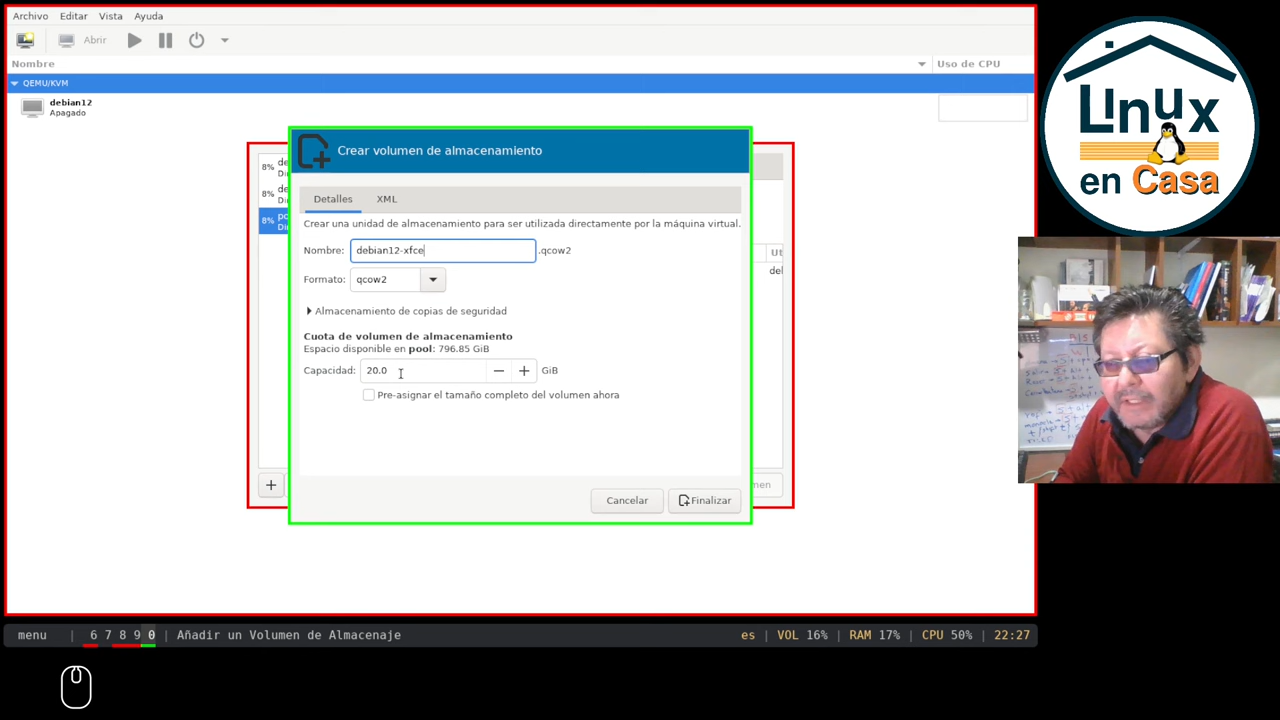 Archivo Editar Vista Ayuda
Abrir
Nombre
Uso de CPU
QEMU/KVM
debian12
Apagado
Crear volumen de almacenamiento
8%
8%
8%
Detalles XML
Crear una unidad de almacenamiento para ser utilizada directamente por la máquina virtual.
Nombre: debian12-xfce .qcow2
Formato: qcow2
Almacenamiento de copias de seguridad
Cuota de volumen de almacenamiento
Espacio disponible en pool: 796.85 GiB
Capacidad: 20.0 GiB
Pre-asignar el tamaño completo del volumen ahora
Cancelar Finalizar
menu | 6 7 8 9 0 | Añadir un Volumen de Almacenaje
es | VOL 16% | RAM 17% | CPU 50% | 22:27
Linux
en Casa